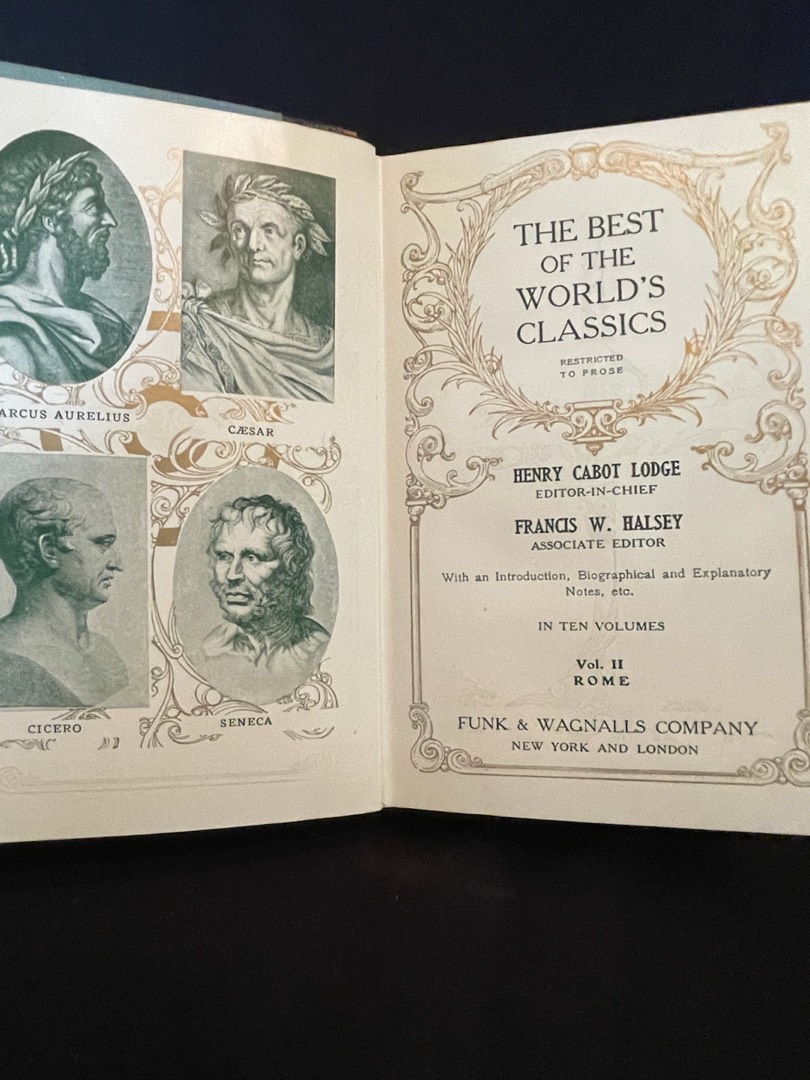 ARCUS AURELIUS
CÆSAR
CICERO
SENECA
THE BEST
OF THE
WORLD'S
CLASSICS
RESTRICTED
TO PROSE
HENRY CABOT LODGE
EDITOR-IN-CHIEF
FRANCIS W. HALSEY
ASSOCIATE EDITOR
With an Introduction, Biographical and Explanatory
Notes, etc.
IN TEN VOLUMES
Vol. II
ROME
FUNK & WAGNALLS COMPANY
NEW YORK AND LONDON